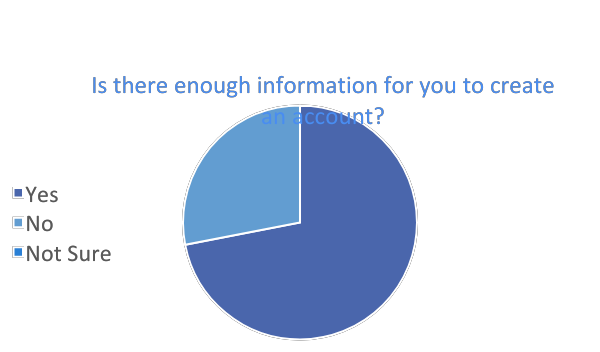 Is there enough information for you to create
an account?
Yes
No
Not Sure